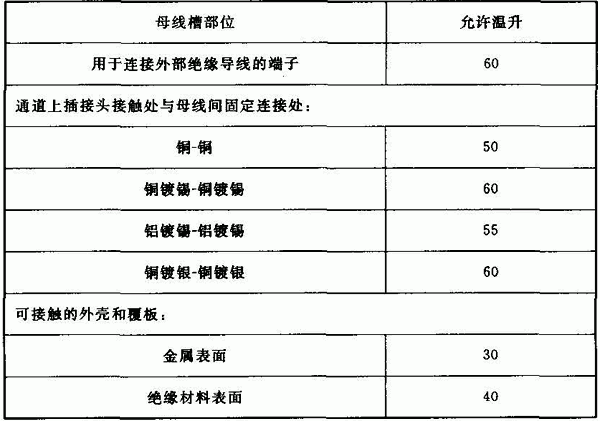 母线槽部位 允许温升
用于连接外部绝缘导线的端子 60
通道上插接头接触处与母线间固定连接处:
铜-铜 50
铜镀锡-铜镀锡 60
铝镀锡-铝镀锡 55
铜镀银-铜镀银 60
可接触的外壳和覆板:
金属表面 30
绝缘材料表面 40